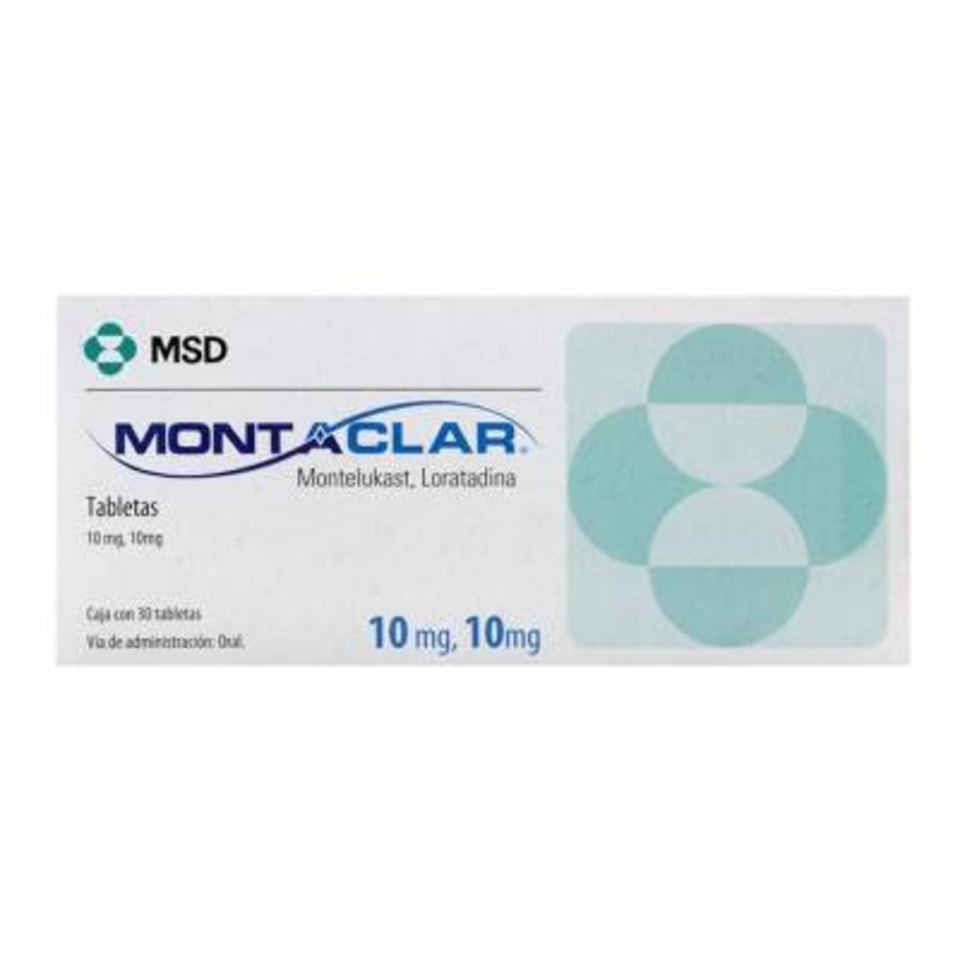 MSD
MONTACLAR®
Montelukast, Loratadina
Tabletas
10 mg, 10mg
Caja con 30 tabletas
Vía de administración: Oral.
10 mg, 10mg